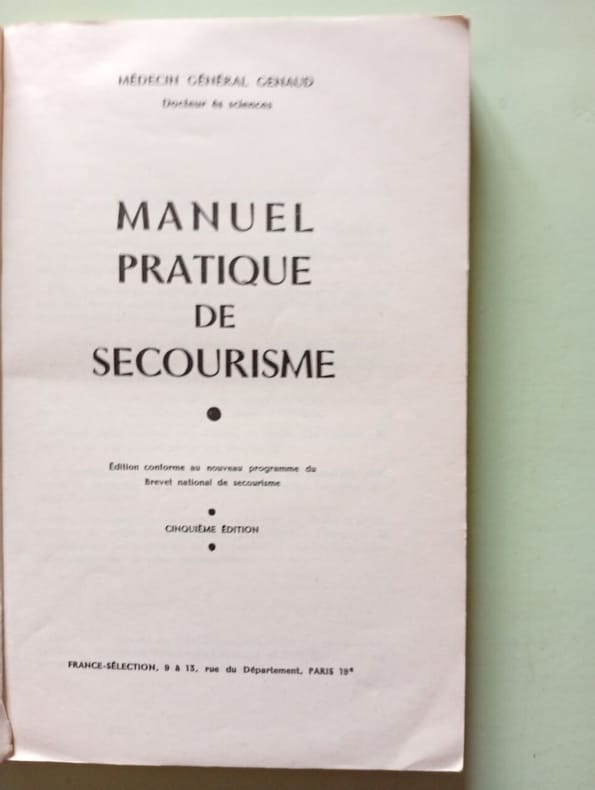 MÉDECIN GÉNÉRAL GENAUD
Docteur ès sciences
MANUEL
PRATIQUE
DE
SECOURISME
Édition conforme au nouveau programme du
Brevet national de secourisme
CINQUIÈME ÉDITION
FRANCE-SÉLECTION, 9 à 13, rue du Département, PARIS 19e